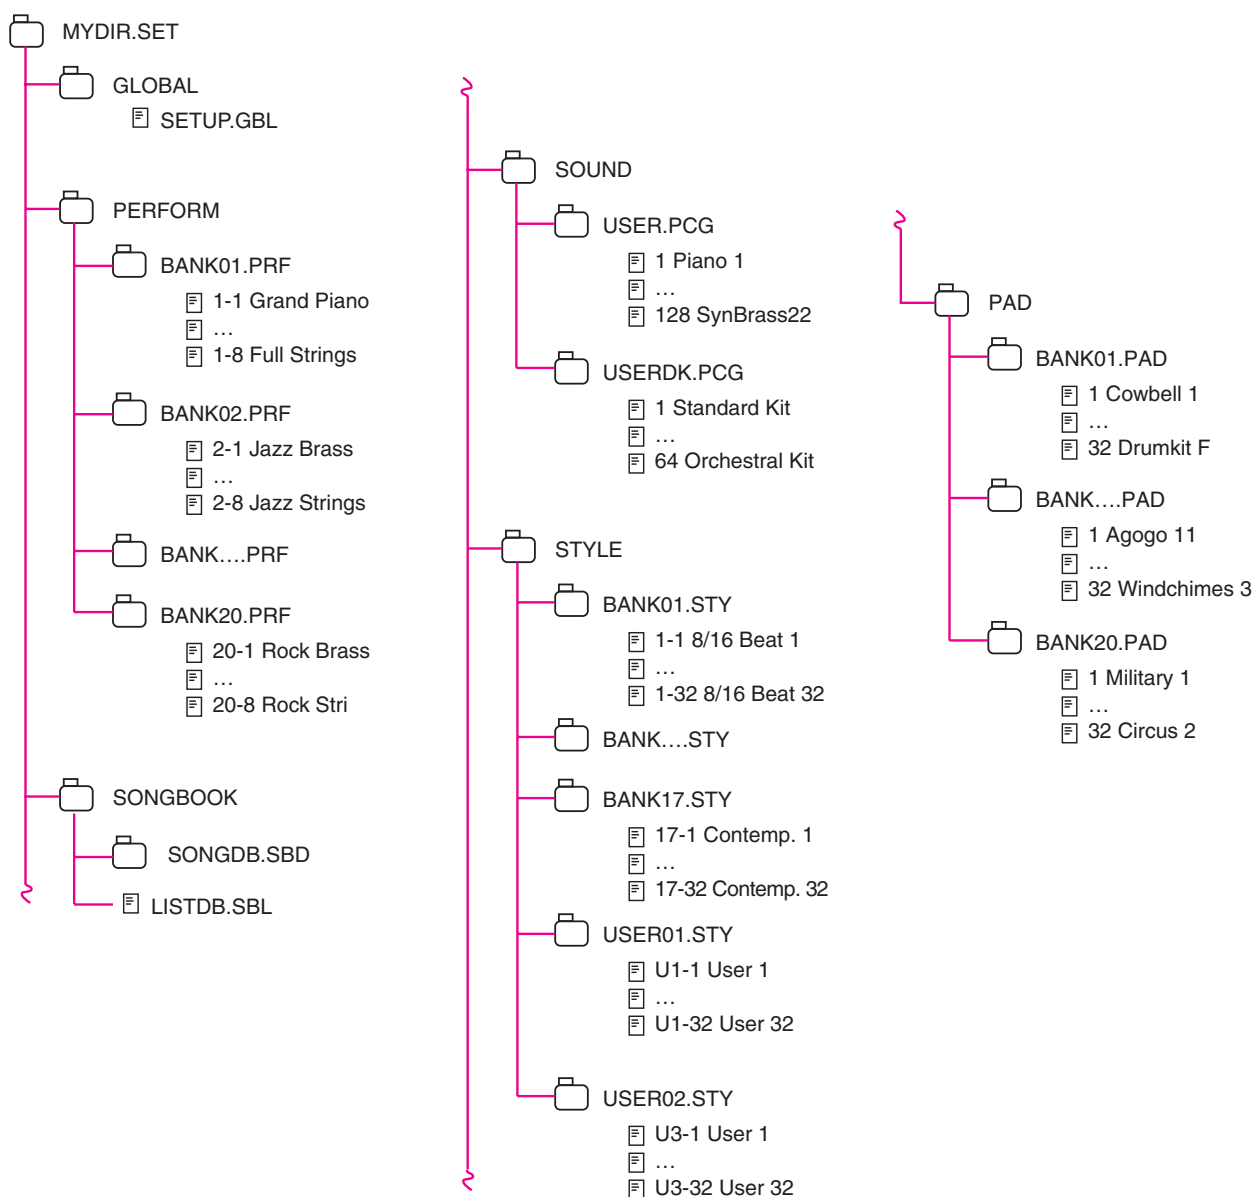 MYDIR.SET
GLOBAL
SETUP.GBL
PERFORM
BANK01.PRF
1-1 Grand Piano
…
1-8 Full Strings
BANK02.PRF
2-1 Jazz Brass
…
2-8 Jazz Strings
BANK….PRF
BANK20.PRF
20-1 Rock Brass
…
20-8 Rock Stri
SONGBOOK
SONGDB.SBD
LISTDB.SBL
SOUND
USER.PCG
1 Piano 1
…
128 SynBrass22
USERDK.PCG
1 Standard Kit
…
64 Orchestral Kit
STYLE
BANK01.STY
1-1 8/16 Beat 1
…
1-32 8/16 Beat 32
BANK….STY
BANK17.STY
17-1 Contemp. 1
…
17-32 Contemp. 32
USER01.STY
U1-1 User 1
…
U1-32 User 32
USER02.STY
U3-1 User 1
…
U3-32 User 32
PAD
BANK01.PAD
1 Cowbell 1
…
32 Drumkit F
BANK….PAD
1 Agogo 11
…
32 Windchimes 3
BANK20.PAD
1 Military 1
…
32 Circus 2